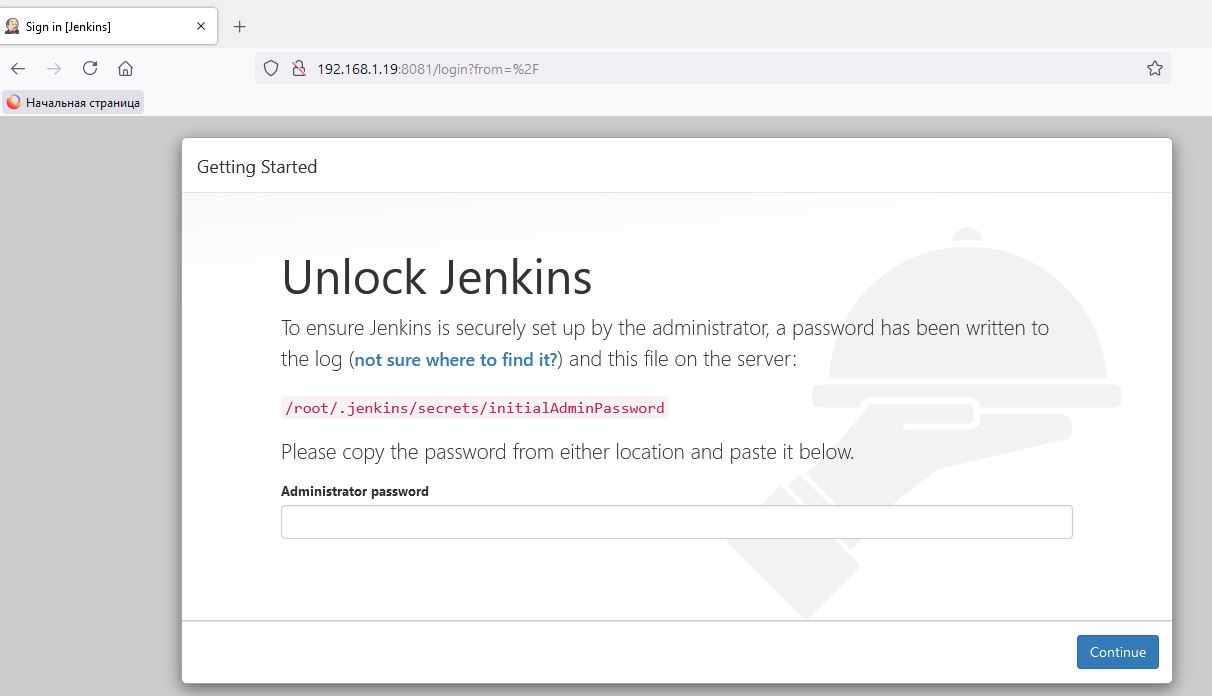 Sign in [Jenkins]
192.168.1.19:8081/login?from=%2F
Начальная страница
Getting Started
Unlock Jenkins
To ensure Jenkins is securely set up by the administrator, a password has been written to
the log (not sure where to find it?) and this file on the server:
/root/.jenkins/secrets/initialAdminPassword
Please copy the password from either location and paste it below.
Administrator password
Continue